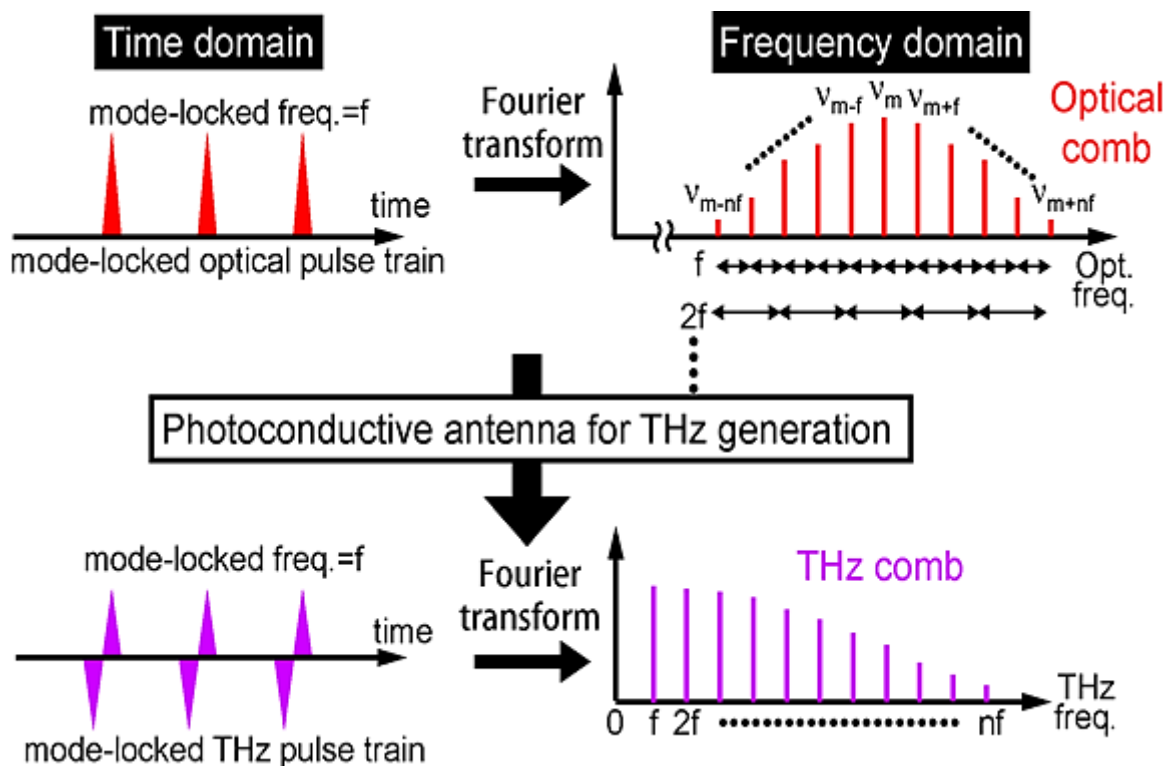 Time domain
Frequency domain
mode-locked freq.=f
time
mode-locked optical pulse train
Fourier
transform
νm-nf
νm-f
νm
νm+f
νm+nf
Optical
comb
f
2f
Opt.
freq.
Photoconductive antenna for THz generation
mode-locked freq.=f
time
mode-locked THz pulse train
Fourier
transform
THz comb
0 f 2f nf
THz
freq.